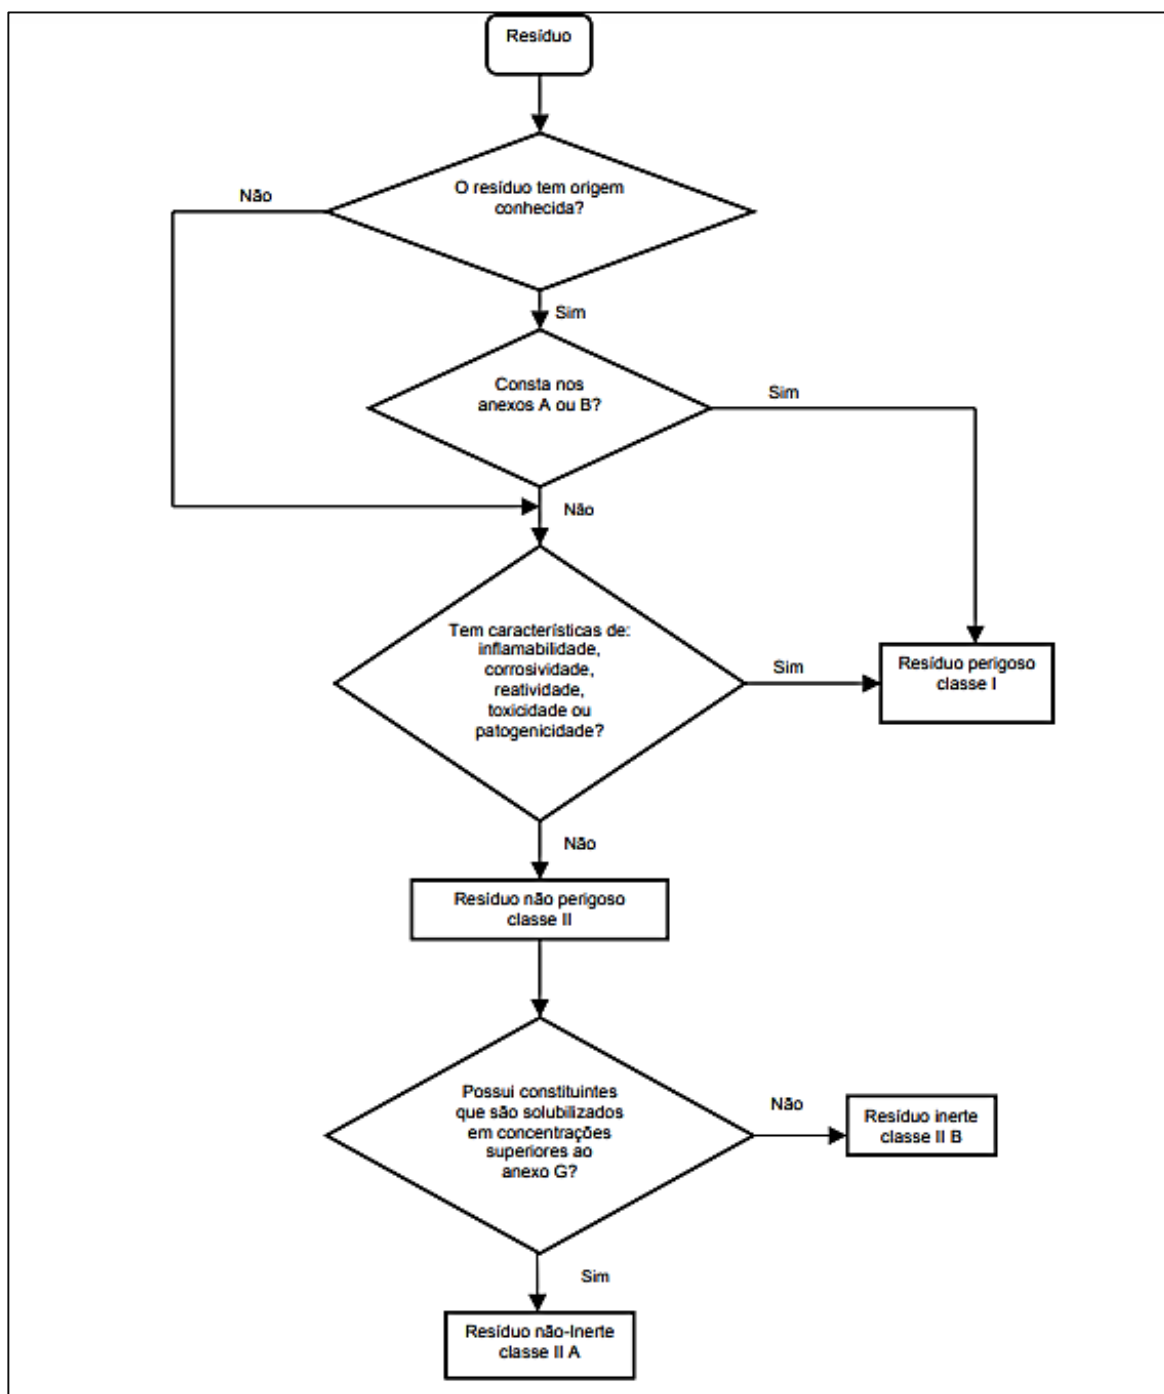 Resíduo
O resíduo tem origem
conhecida?
Não
Sim
Consta nos
anexos A ou B?
Sim
Não
Tem características de:
inflamabilidade,
corrosividade,
reatividade,
toxicidade ou
patogenicidade?
Sim
Resíduo perigoso
classe I
Não
Resíduo não perigoso
classe II
Possui constituintes
que são solubilizados
em concentrações
superiores ao
anexo G?
Não
Resíduo inerte
classe II B
Sim
Resíduo não-Inerte
classe II A